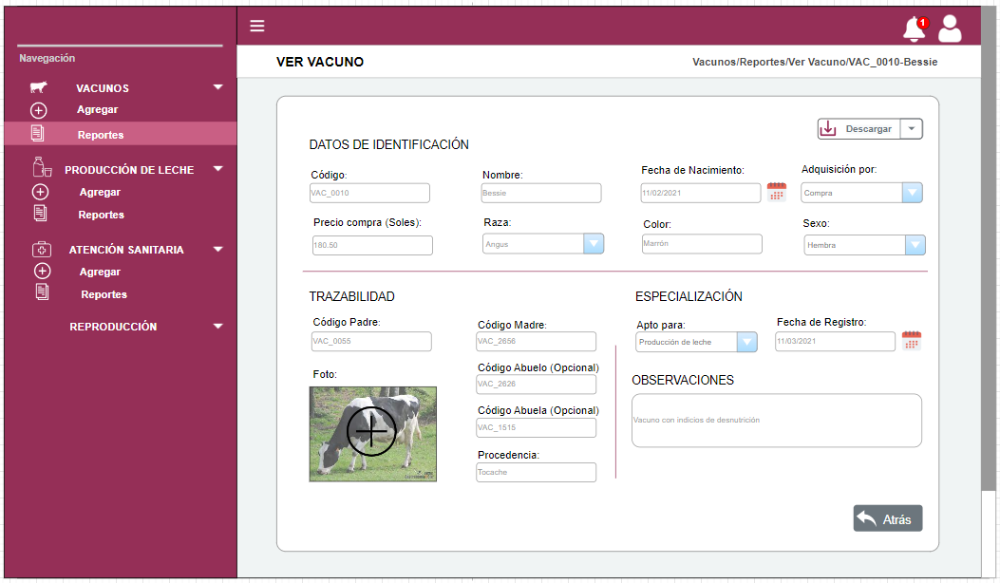 1
Navegación
VACUNOS
Agregar
Reportes
PRODUCCIÓN DE LECHE
Agregar
Reportes
ATENCIÓN SANITARIA
Agregar
Reportes
REPRODUCCIÓN
VER VACUNO
Vacunos/Reportes/Ver Vacuno/VAC_0010-Bessie
Descargar
DATOS DE IDENTIFICACIÓN
Código:
VAC_0010
Nombre:
Bessie
Fecha de Nacimiento:
11/02/2021
Adquisición por:
Compra
Precio compra (Soles):
180.50
Raza:
Angus
Color:
Marrón
Sexo:
Hembra
TRAZABILIDAD
Código Padre:
VAC_0055
Foto:
Código Madre:
VAC_2656
Código Abuelo (Opcional)
VAC_2626
Código Abuela (Opcional)
VAC_1515
Procedencia:
Tocache
ESPECIALIZACIÓN
Apto para:
Producción de leche
Fecha de Registro:
11/03/2021
OBSERVACIONES
Vacuno con indicios de desnutrición
Atrás